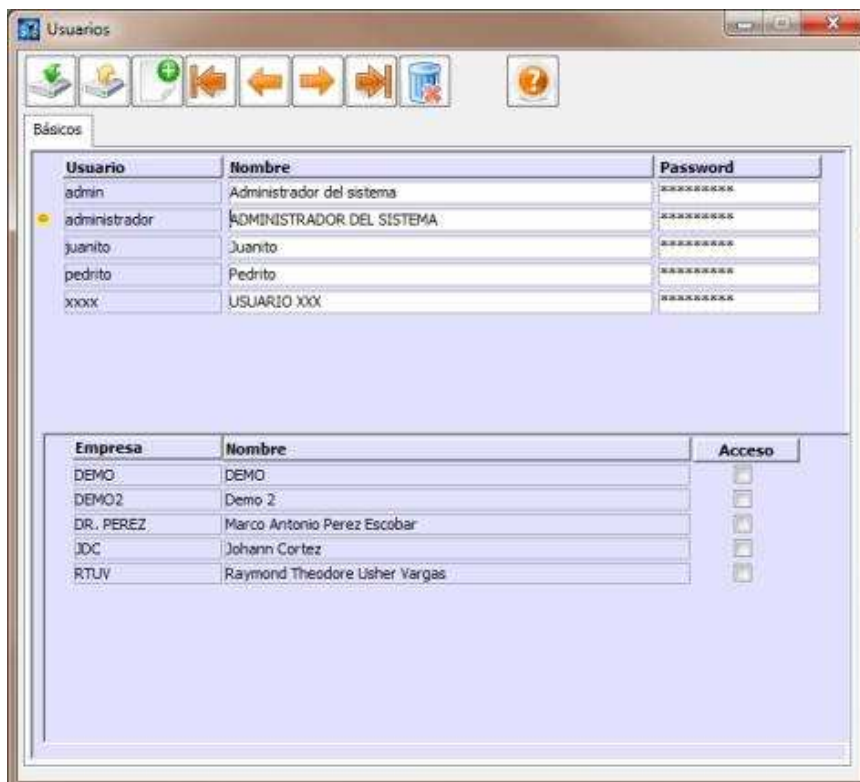 Usuarios
Básicos
Usuario Nombre Password
admin Administrador del sistema *********
administrador ADMINISTRADOR DEL SISTEMA *********
juanito Juanito *********
pedrito Pedrito *********
xxxx USUARIO XXX *********
Empresa Nombre Acceso
DEMO DEMO
DEMO2 Demo 2
DR. PEREZ Marco Antonio Perez Escobar
JDC Johann Cortez
RTUV Raymond Theodore Usher Vargas